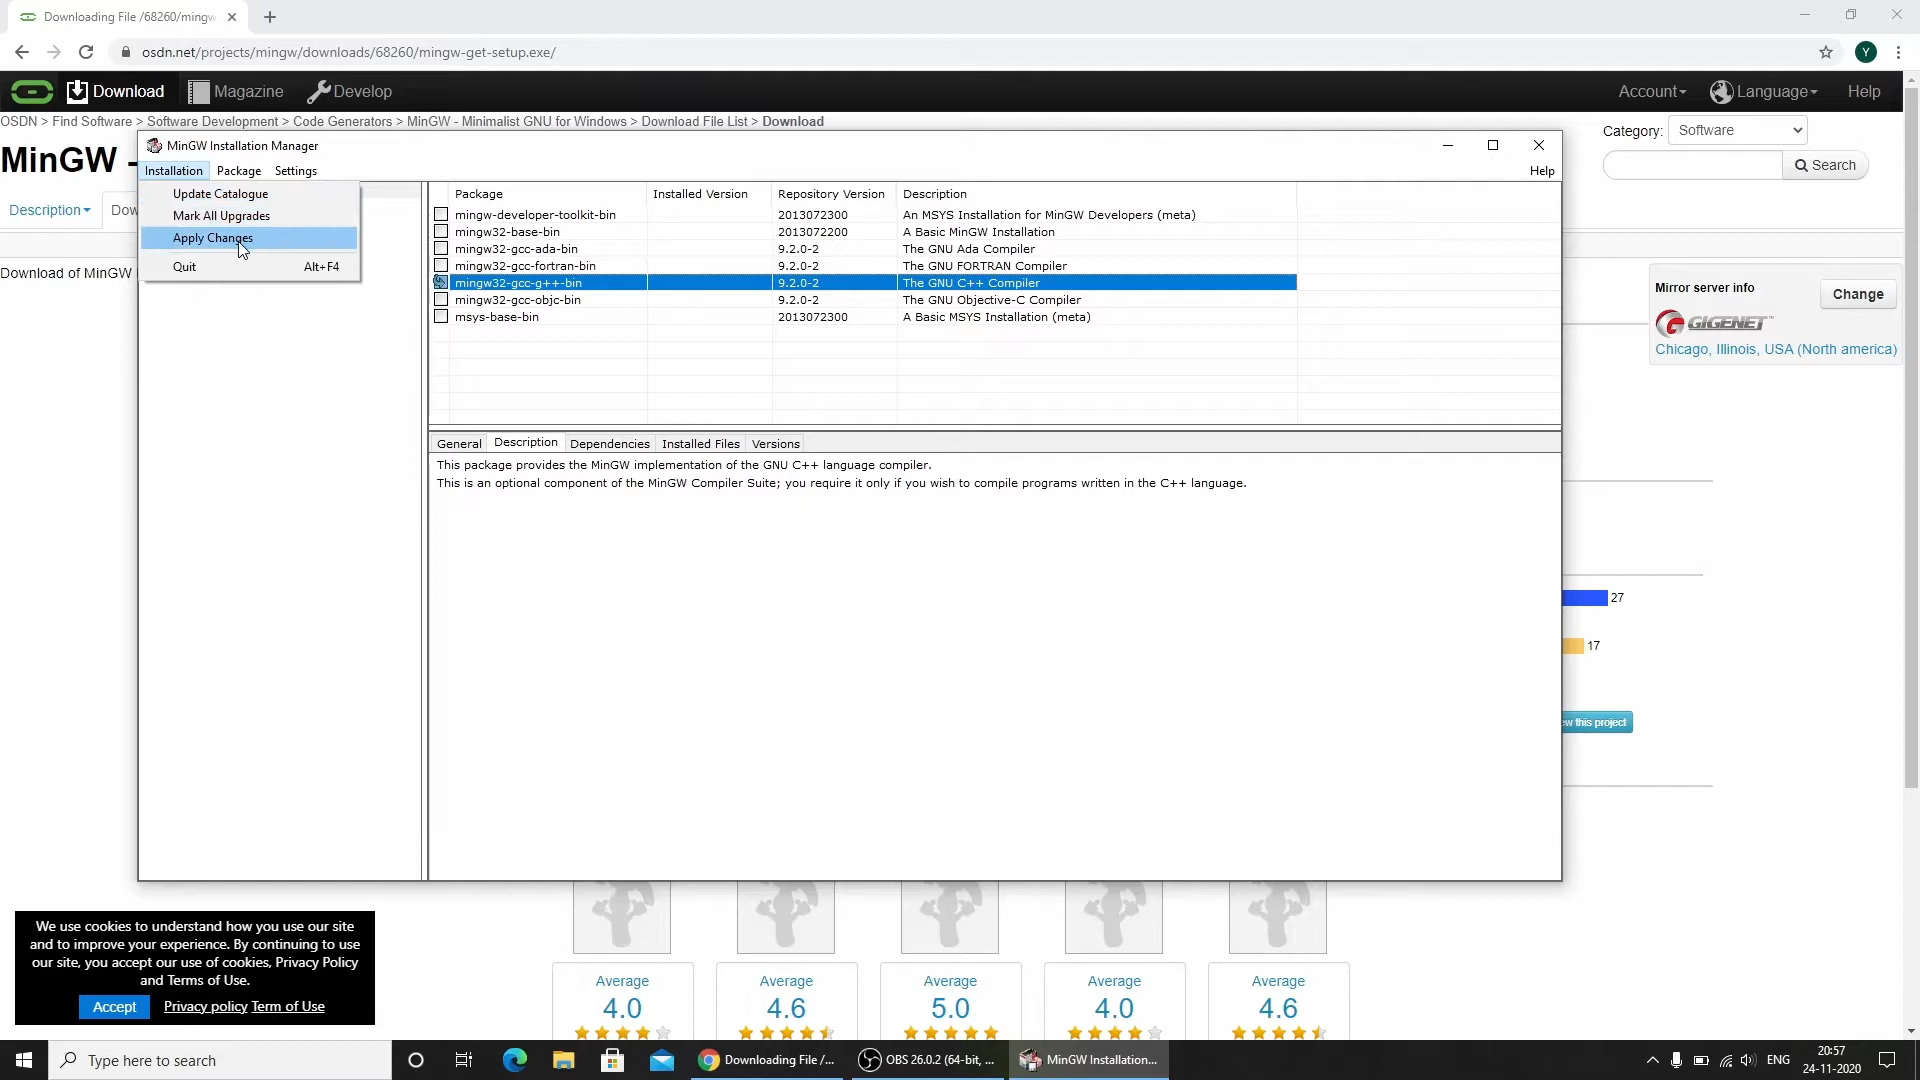 Downloading File /68260/mingw
osdn.net/projects/mingw/downloads/68260/mingw-get-setup.exe/
Y
Download
Magazine
Develop
Account
Language
Help
OSDN > Find Software > Software Development > Code Generators > MinGW - Minimalist GNU for Windows > Download File List > Download
Category: Software
MinGW -
Search
Description
Dow
Download of MinGW
MinGW Installation Manager
Installation Package Settings
Help
Update Catalogue
Mark All Upgrades
Apply Changes
Quit Alt+F4
Package Installed Version Repository Version Description
mingw-developer-toolkit-bin 2013072300 An MSYS Installation for MinGW Developers (meta)
mingw32-base-bin 2013072200 A Basic MinGW Installation
mingw32-gcc-ada-bin 9.2.0-2 The GNU Ada Compiler
mingw32-gcc-fortran-bin 9.2.0-2 The GNU FORTRAN Compiler
mingw32-gcc-g++-bin 9.2.0-2 The GNU C++ Compiler
mingw32-gcc-objc-bin 9.2.0-2 The GNU Objective-C Compiler
msys-base-bin 2013072300 A Basic MSYS Installation (meta)
General Description Dependencies Installed Files Versions
This package provides the MinGW implementation of the GNU C++ language compiler.
This is an optional component of the MinGW Compiler Suite; you require it only if you wish to compile programs written in the C++ language.
Mirror server info
Change
GIGENET™
Chicago, Illinois, USA (North america)
27
17
ew this project
Average Average Average Average Average
4.0 4.6 5.0 4.0 4.6
We use cookies to understand how you use our site
and to improve your experience. By continuing to use
our site, you accept our use of cookies, Privacy Policy
and Terms of Use.
Accept Privacy policy Term of Use
Type here to search
Downloading File /...
OBS 26.0.2 (64-bit, ...
MinGW Installation...
ENG
20:57
24-11-2020